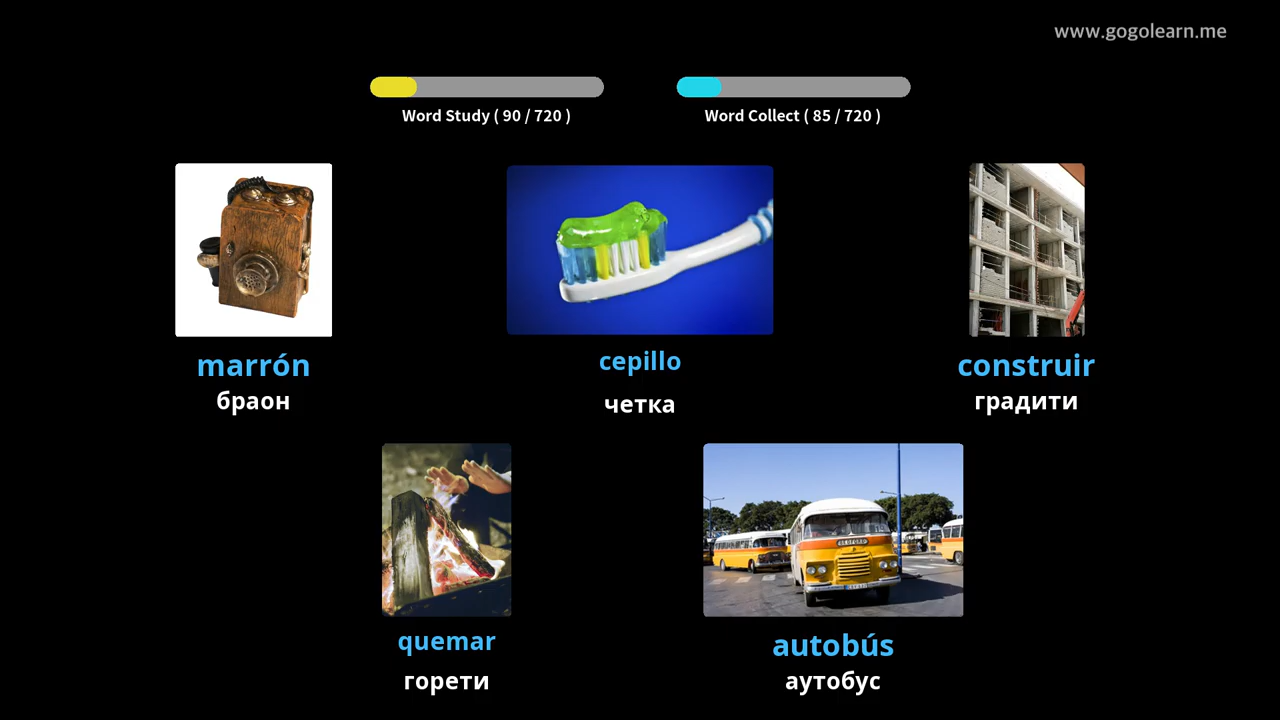 www.gogolearn.me
Word Study ( 90 / 720 )
Word Collect ( 85 / 720 )
marrón
браон
cepillo
четка
construir
градити
BEDFORD
quemar
горети
autobús
аутобус